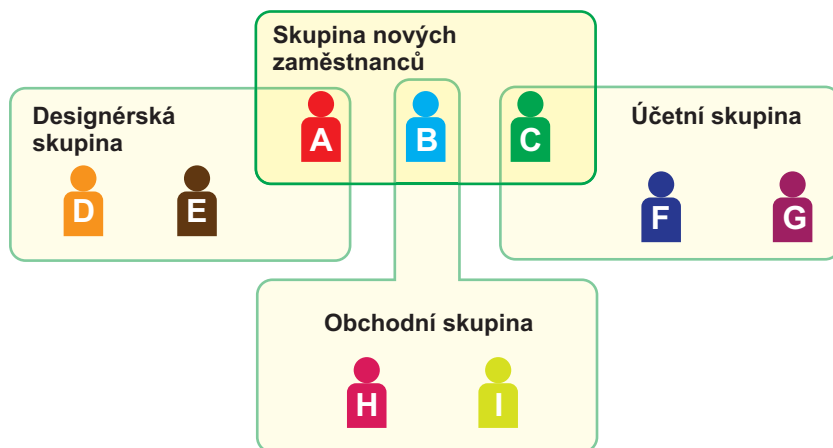 Skupina nových
zaměstnanců
Designérská
skupina
Účetní skupina
A
B
C
D
E
F
G
Obchodní skupina
H
I